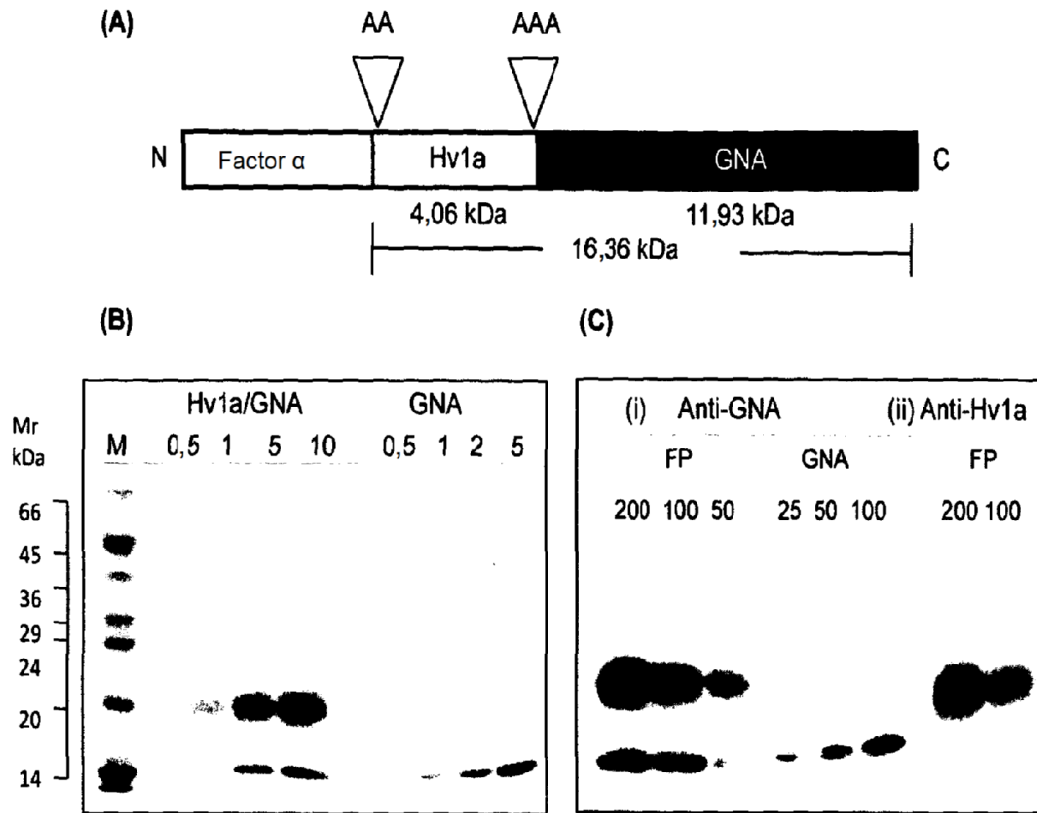 (A)
AA AAA
N Factor α Hv1a GNA C
4,06 kDa 11,93 kDa
16,36 kDa
(B) (C)
Hv1a/GNA GNA
Mr
kDa
M 0,5 1 5 10 0,5 1 2 5
66
45
36
29
24
20
14
(i) Anti-GNA (ii) Anti-Hv1a
FP GNA FP
200 100 50 25 50 100 200 100